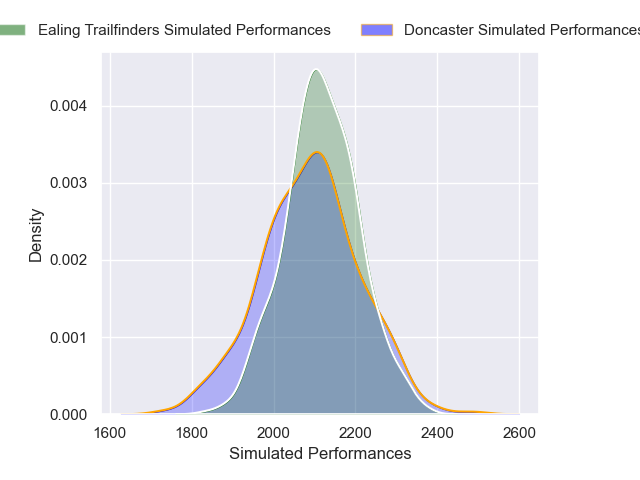 Ealing Trailfinders Simulated Performances
Doncaster Simulated Performances
0.004
0.003
0.002
0.001
0.000
Density
1600 1800 2000 2200 2400 2600
Simulated Performances